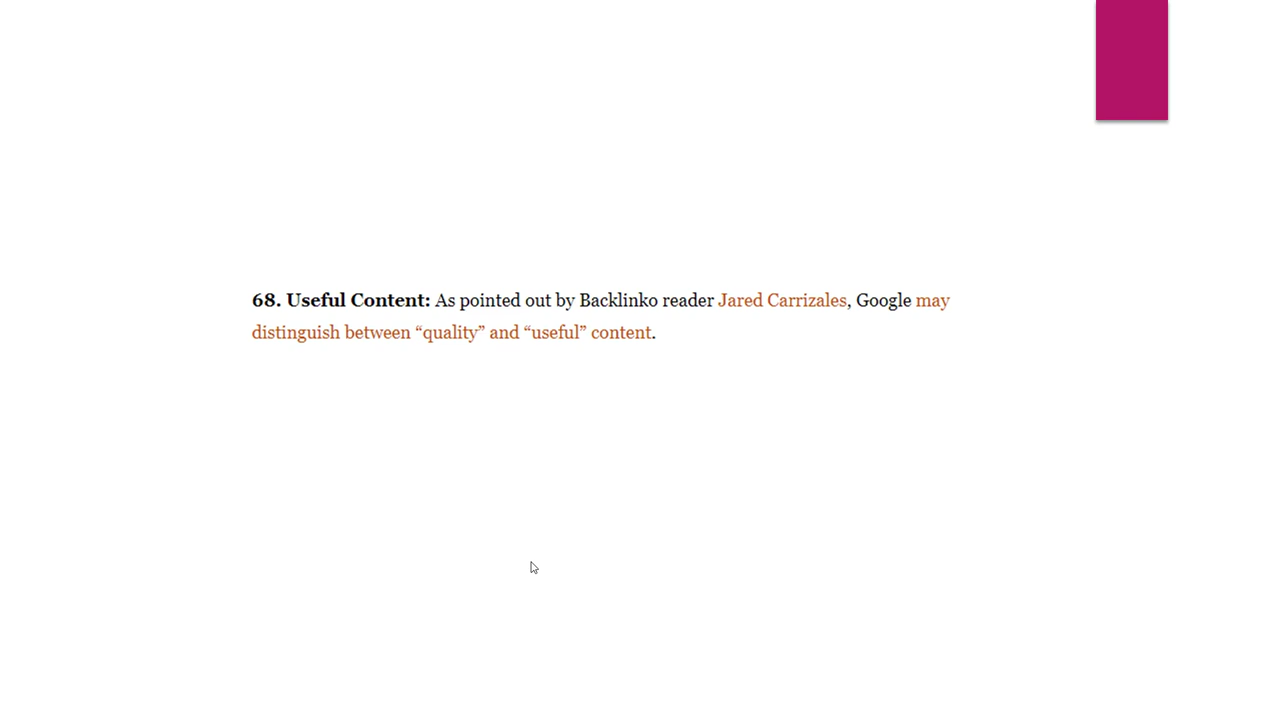 68. Useful Content: As pointed out by Backlinko reader Jared Carrizales, Google may
distinguish between “quality” and “useful” content.